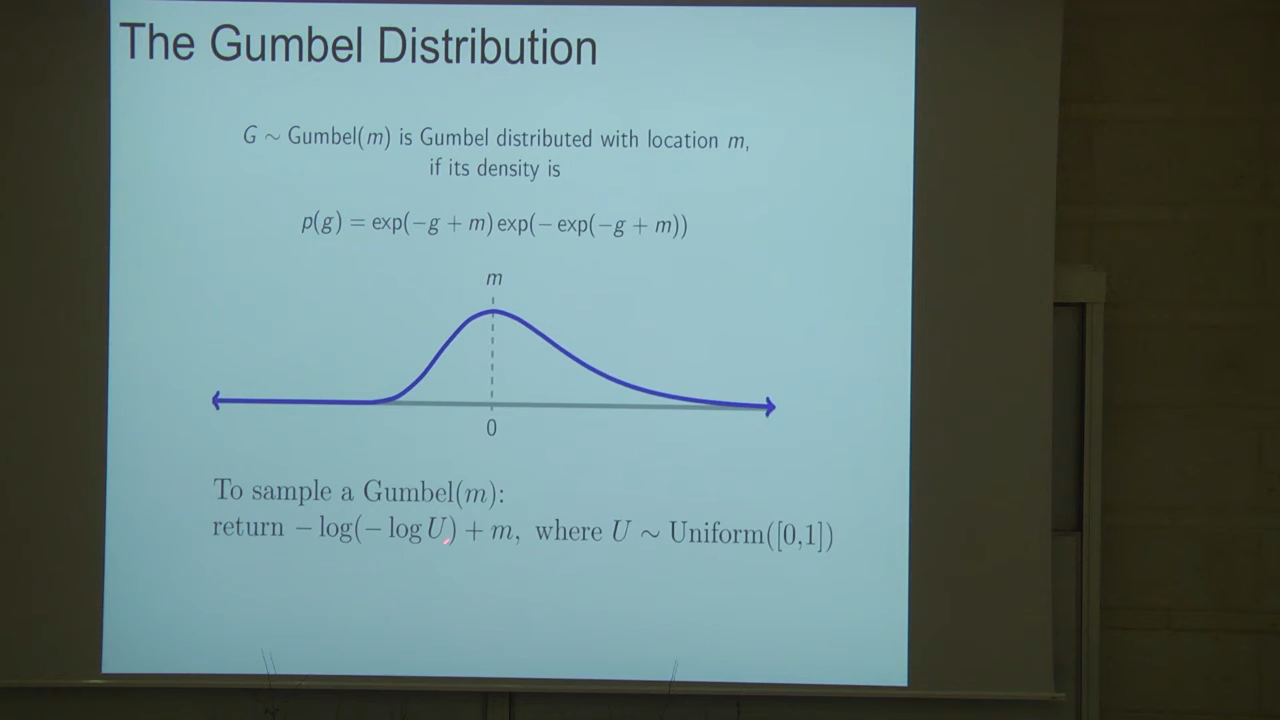 The Gumbel Distribution
G ∼ Gumbel(m) is Gumbel distributed with location m,
if its density is
p(g) = exp(−g + m) exp(− exp(−g + m))
m
0
To sample a Gumbel(m):
return − log(− log U) + m, where U ∼ Uniform([0,1])